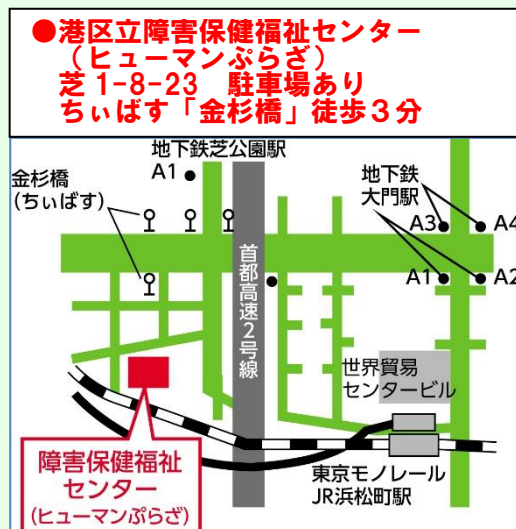 ●港区立障害保健福祉センター
（ヒューマンぷらざ）
芝1-8-23　駐車場あり
ちぃばす「金杉橋」徒歩３分
地下鉄芝公園駅
A1
金杉橋
(ちぃばす)
地下鉄
大門駅
A3
A4
A1
A2
首都高速2号線
世界貿易
センタービル
東京モノレール
JR浜松町駅
障害保健福祉
センター
(ヒューマンぷらざ)